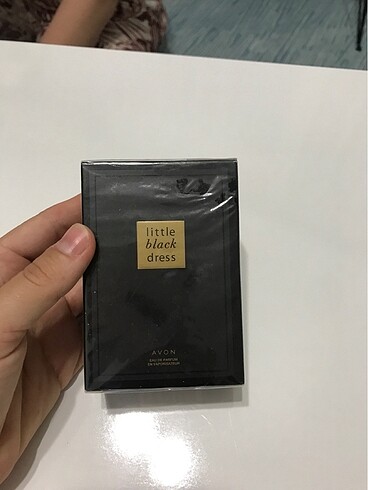 little
black
dress
AVON
EAU DE PARFUM
EN VAPORISATEUR